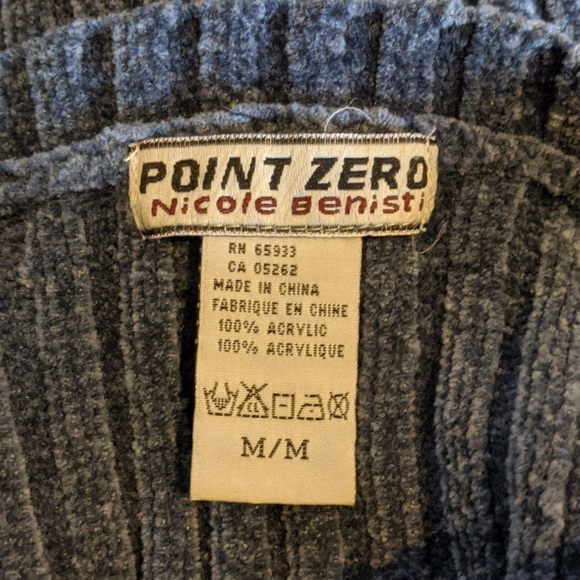 POINT ZERO
Nicole Benisti
RN 65933
CA 05262
MADE IN CHINA
FABRIQUE EN CHINE
100% ACRYLIC
100% ACRYLIQUE
M/M